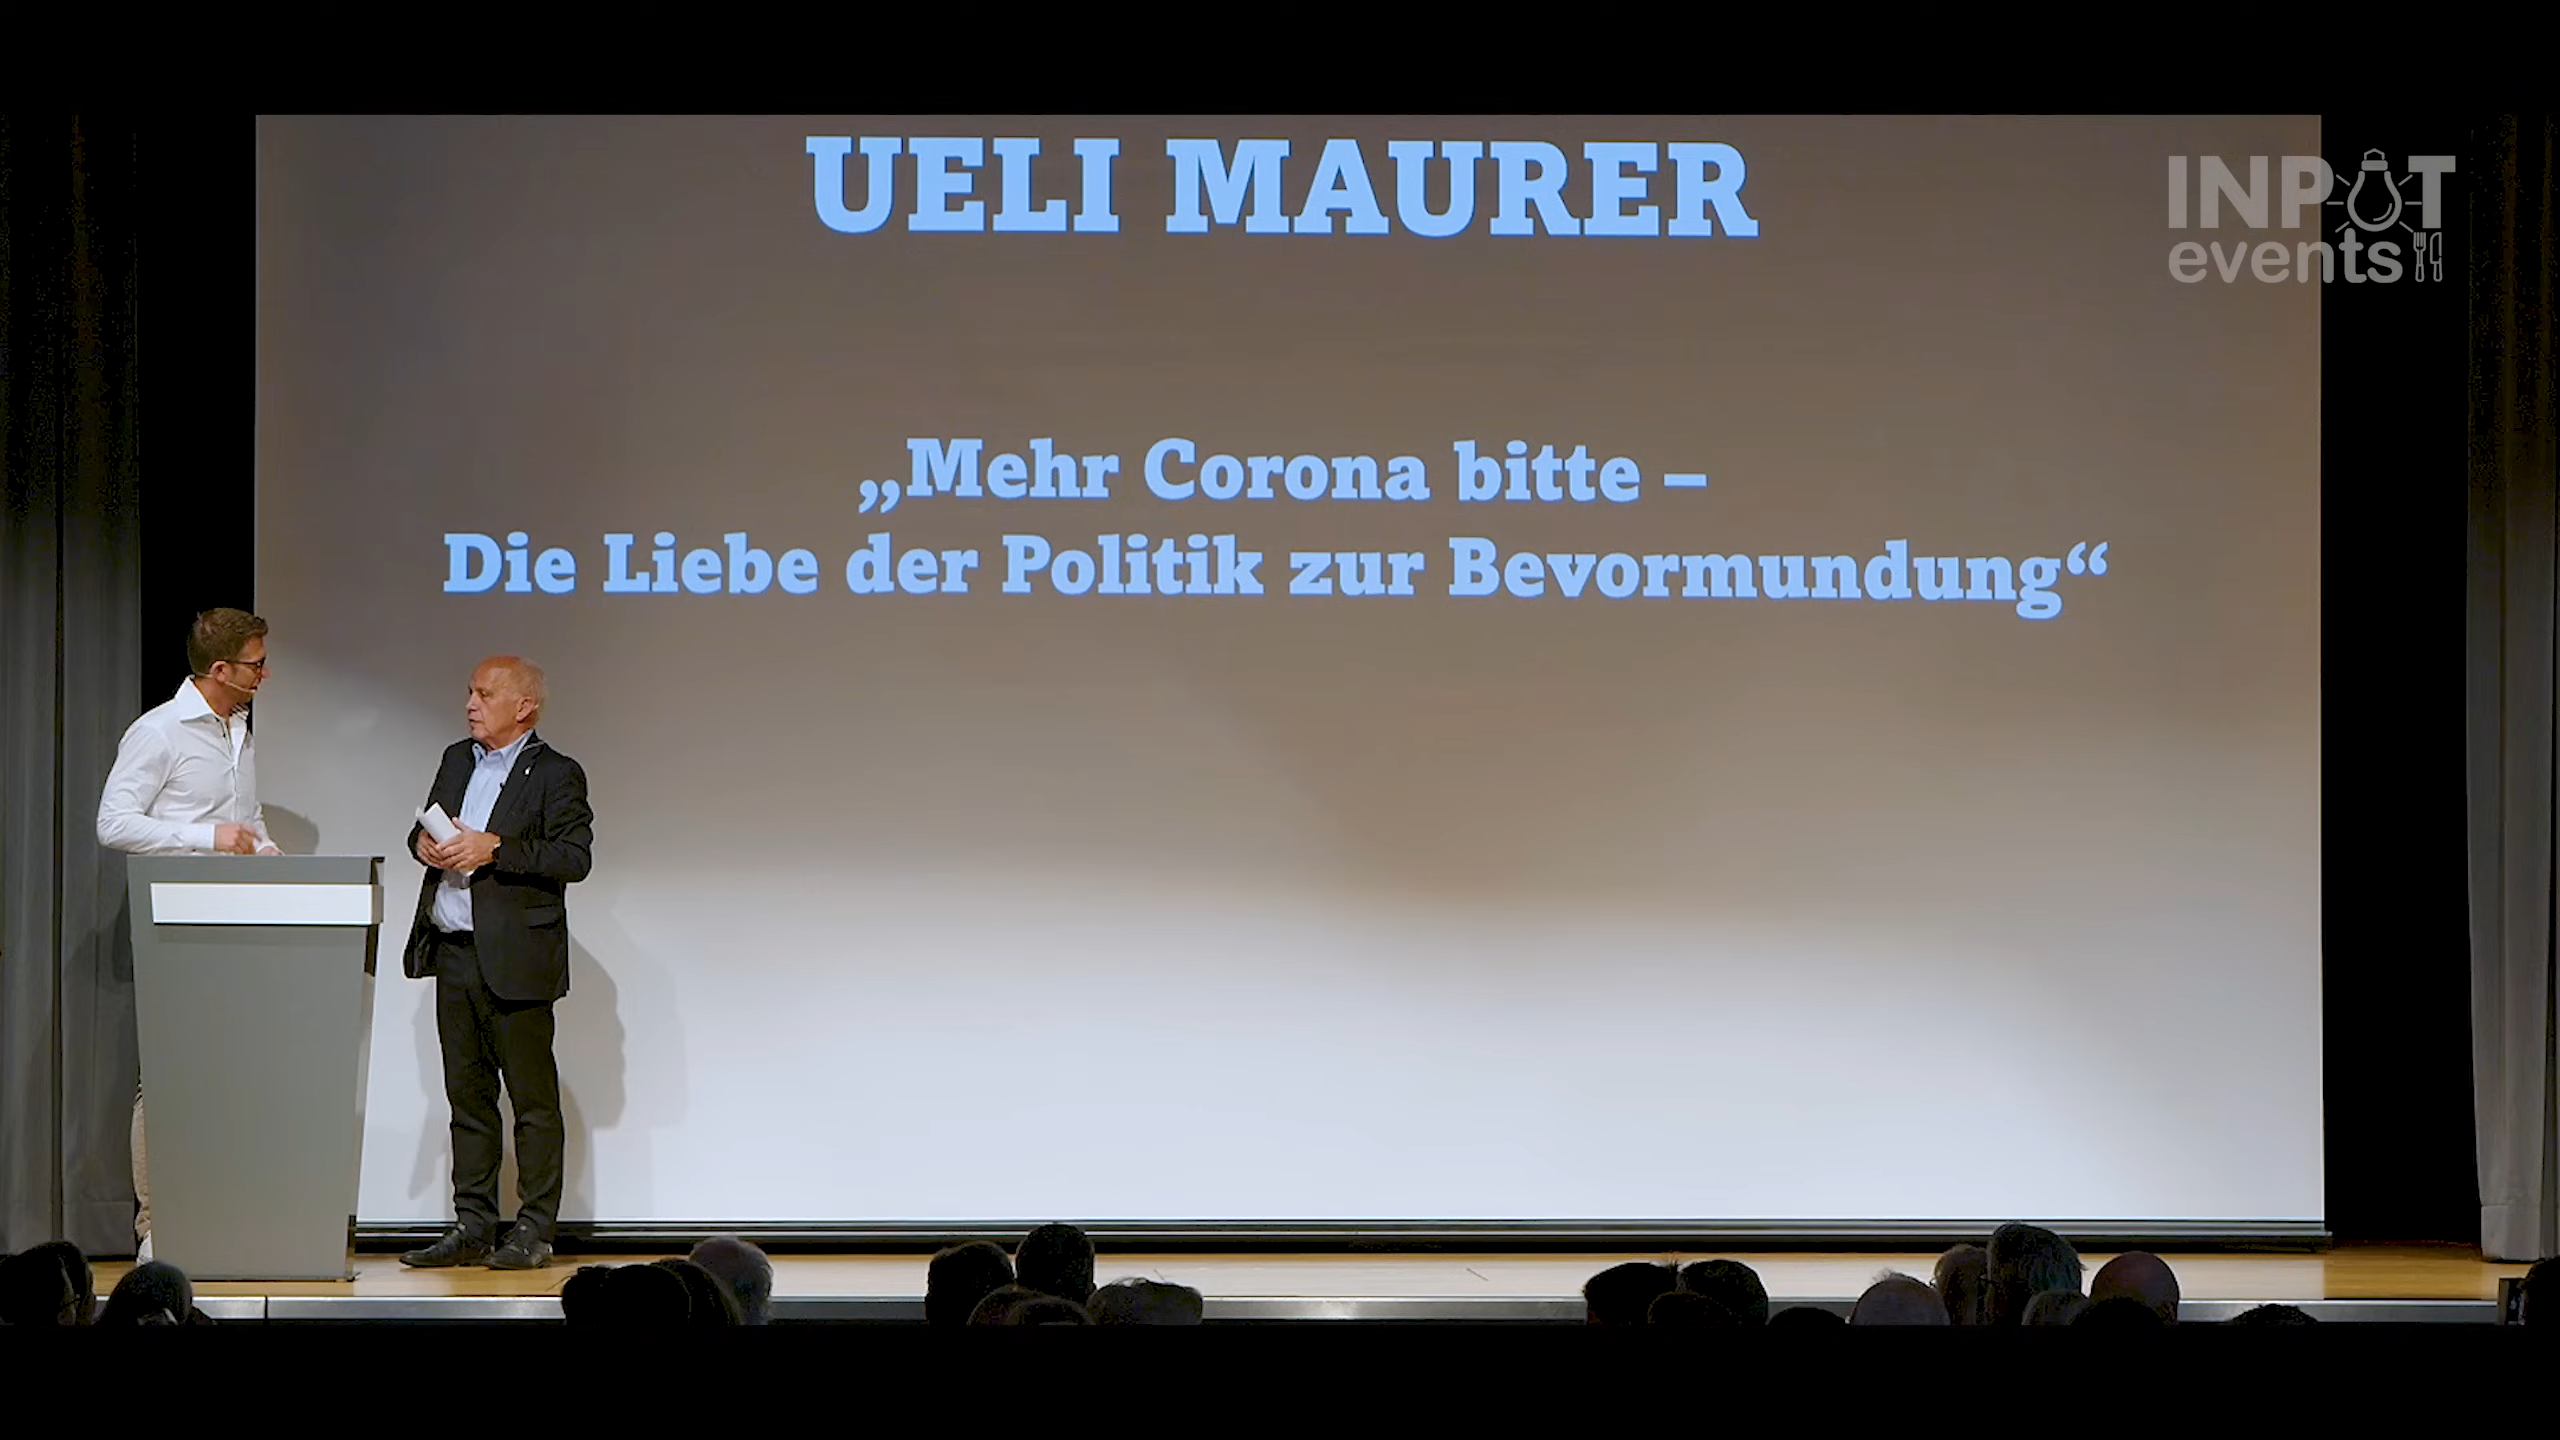 UELI MAURER
INPUT
events
„Mehr Corona bitte –
Die Liebe der Politik zur Bevormundung“